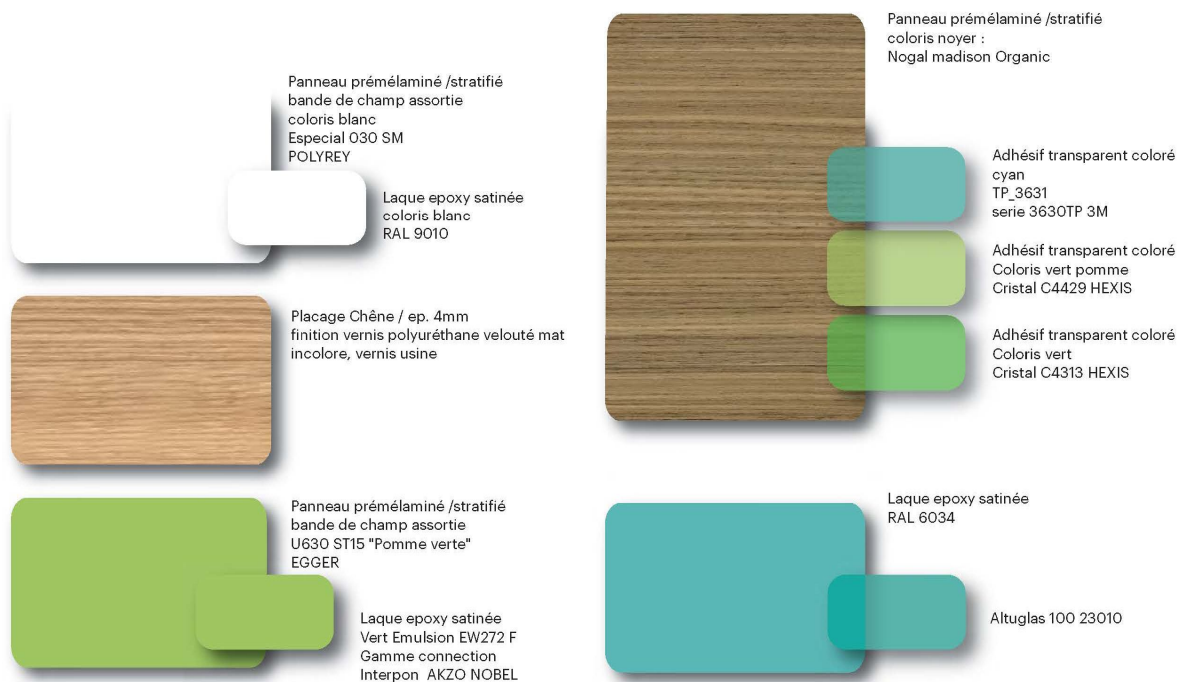 Panneau prémélaminé /stratifié
bande de champ assortie
coloris blanc
Especial 030 SM
POLYREY
Laque epoxy satinée
coloris blanc
RAL 9010
Placage Chêne / ep. 4mm
finition vernis polyuréthane velouté mat
incolore, vernis usine
Panneau prémélaminé /stratifié
bande de champ assortie
U630 ST15 "Pomme verte"
EGGER
Laque epoxy satinée
Vert Emulsion EW272 F
Gamme connection
Interpon AKZO NOBEL
Panneau prémélaminé /stratifié
coloris noyer :
Nogal madison Organic
Adhésif transparent coloré
cyan
TP_3631
serie 3630TP 3M
Adhésif transparent coloré
Coloris vert pomme
Cristal C4429 HEXIS
Adhésif transparent coloré
Coloris vert
Cristal C4313 HEXIS
Laque epoxy satinée
RAL 6034
Altuglas 100 23010